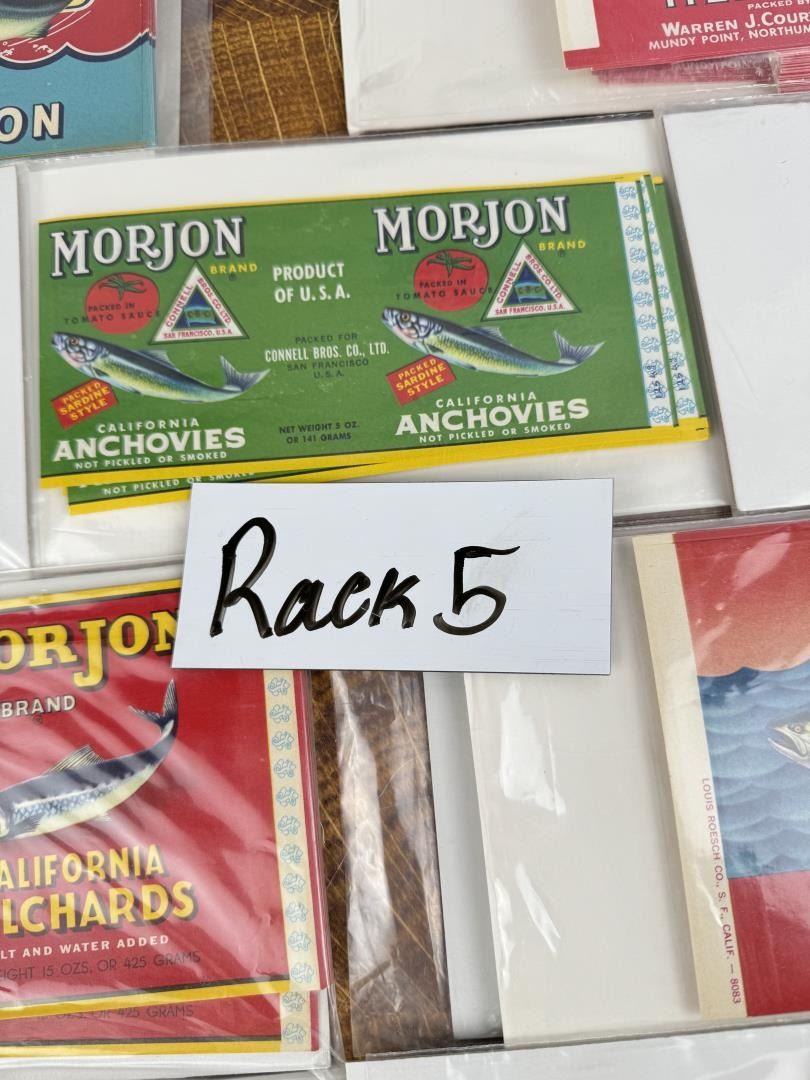 ON
PACKED BY
WARREN J. COUR
MUNDY POINT, NORTHUM
MORJON
BRAND
PACKED IN
TOMATO SAUCE
CONNELL BROS. CO., LTD.
C B C
SAN FRANCISCO, U.S.A.
PACKED
SARDINE
STYLE
CALIFORNIA
ANCHOVIES
NOT PICKLED OR SMOKED
PRODUCT
OF U.S.A.
PACKED FOR
CONNELL BROS. CO., LTD.
SAN FRANCISCO
U.S.A.
NET WEIGHT 5 OZ.
OR 141 GRAMS
MORJON
BRAND
PACKED IN
TOMATO SAUCE
CONNELL BROS. CO., LTD.
C B C
SAN FRANCISCO, U.S.A.
PACKED
SARDINE
STYLE
CALIFORNIA
ANCHOVIES
NOT PICKLED OR SMOKED
NOT PICKLED OR SMOKED
Rack 5
ORJON
BRAND
ALIFORNIA
LCHARDS
LT AND WATER ADDED
IGHT 15 OZS. OR 425 GRAMS
OZS. OR 425 GRAMS
LOUIS ROESCH CO., S. F., CALIF. — 8083